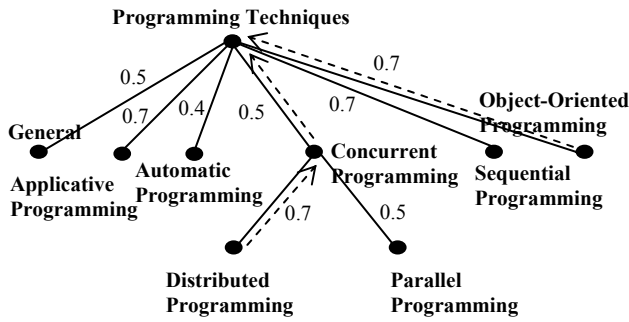 Programming Techniques
0.5
0.7
0.4
0.5
0.7
0.7
General
Object-Oriented
Programming
Applicative
Programming
Automatic
Programming
Concurrent
Programming
Sequential
Programming
0.7
0.5
Distributed
Programming
Parallel
Programming